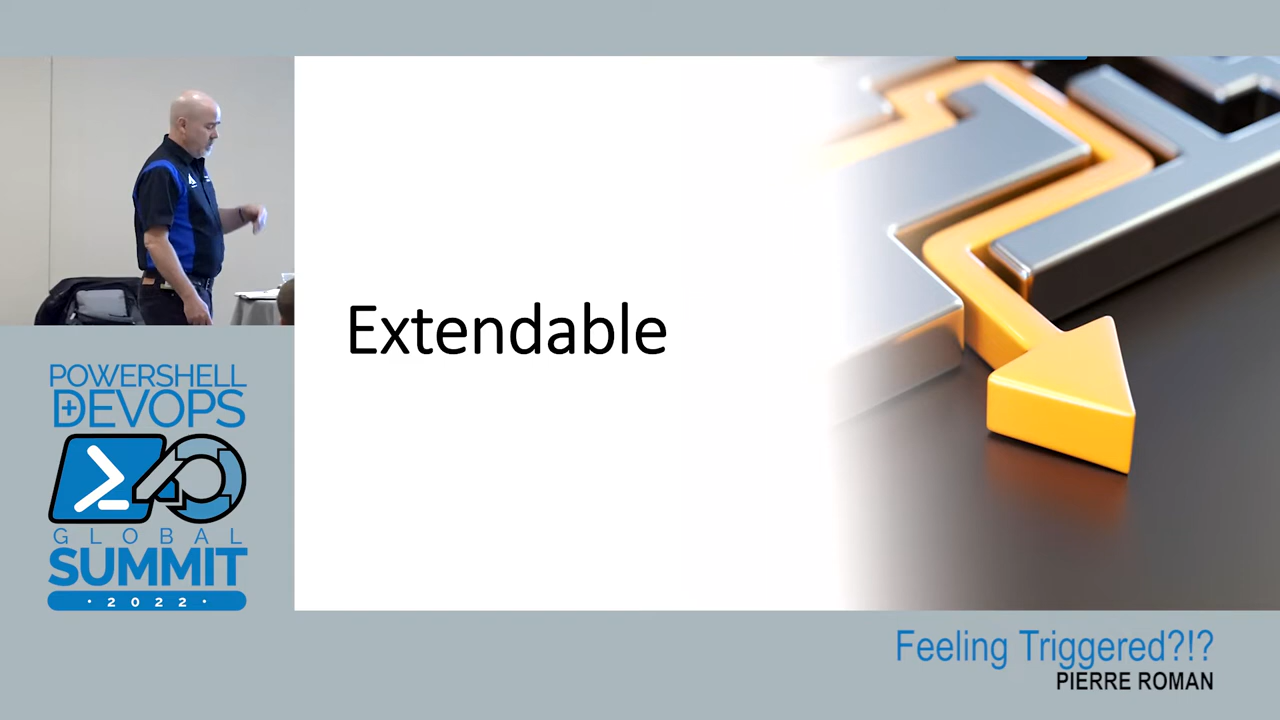 Extendable
POWERSHELL
DEVOPS
GLOBAL
SUMMIT
· 2022 ·
Feeling Triggered?!?
PIERRE ROMAN